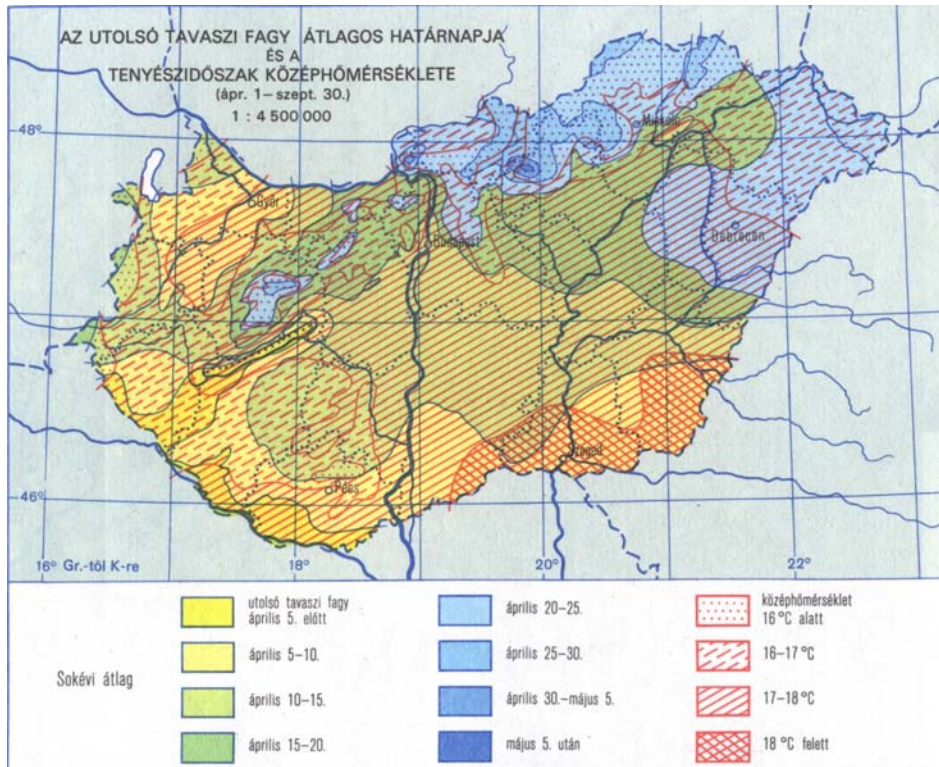 AZ UTOLSÓ TAVASZI FAGY ÁTLAGOS HATÁRNAPJA
ÉS A
TENYÉSZIDŐSZAK KÖZÉPHŐMÉRSÉKLETE
(ápr. 1–szept. 30.)
1 : 4 500 000
48°
Miskolc
Győr
Budapest
Debrecen
Szeged
46°
Pécs
16° Gr.-től K-re
18°
20°
22°
Sokévi átlag
utolsó tavaszi fagy
április 5. előtt
április 5–10.
április 10–15.
április 15–20.
április 20–25.
április 25–30.
április 30.–május 5.
május 5. után
középhőmérséklet
16 °C alatt
16–17 °C
17–18 °C
18 °C felett